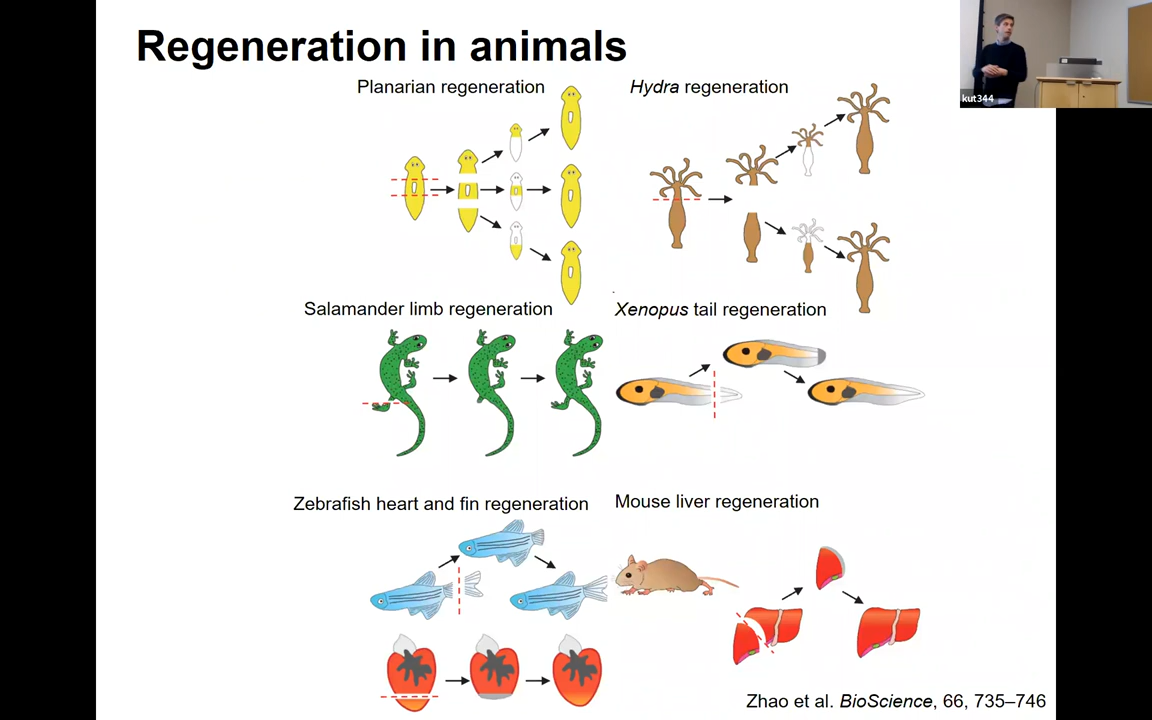 Regeneration in animals
kut344
Planarian regeneration
Hydra regeneration
Salamander limb regeneration
Xenopus tail regeneration
Zebrafish heart and fin regeneration
Mouse liver regeneration
Zhao et al. BioScience, 66, 735–746